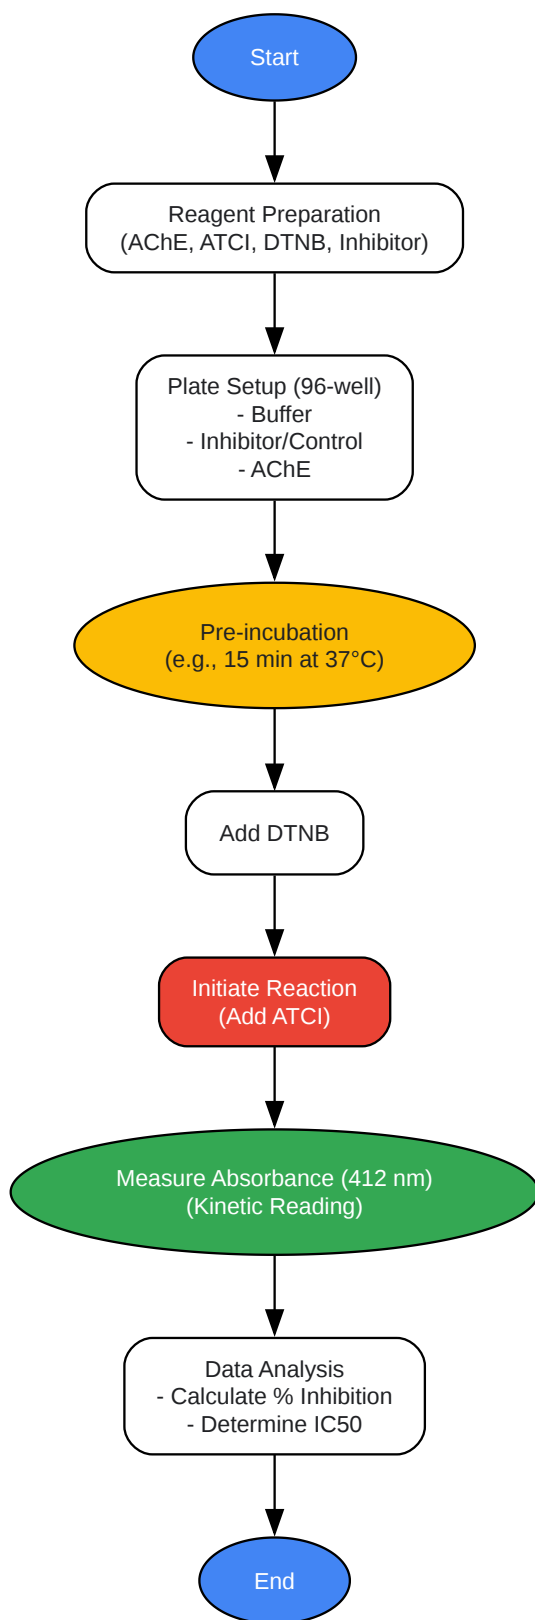 Start
Reagent Preparation
(AChE, ATCI, DTNB, Inhibitor)
Plate Setup (96-well)
- Buffer
- Inhibitor/Control
- AChE
Pre-incubation
(e.g., 15 min at 37°C)
Add DTNB
Initiate Reaction
(Add ATCI)
Measure Absorbance (412 nm)
(Kinetic Reading)
Data Analysis
- Calculate % Inhibition
- Determine IC50
End